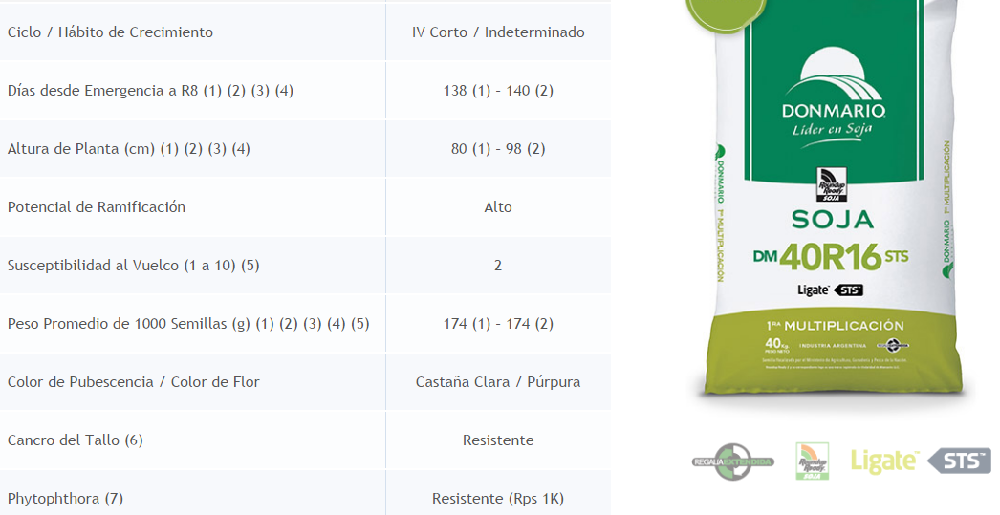 Ciclo / Hábito de Crecimiento IV Corto / Indeterminado
Días desde Emergencia a R8 (1) (2) (3) (4) 138 (1) – 140 (2)
Altura de Planta (cm) (1) (2) (3) (4) 80 (1) – 98 (2)
Potencial de Ramificación Alto
Susceptibilidad al Vuelco (1 a 10) (5) 2
Peso Promedio de 1000 Semillas (g) (1) (2) (3) (4) (5) 174 (1) – 174 (2)
Color de Pubescencia / Color de Flor Castaña Clara / Púrpura
Cancro del Tallo (6) Resistente
Phytophthora (7) Resistente (Rps 1K)
DONMARIO
Líder en Soja
Roundup
Ready
SOJA
SOJA
DM 40R16 STS
Ligate™ STS™
1RA MULTIPLICACIÓN
40 Kg.
PESO NETO
INDUSTRIA ARGENTINA
DONMARIO 1ª MULTIPLICACIÓN
DONMARIO 1ª MULTIPLICACIÓN
REGALIA EXTENDIDA
Roundup
Ready
SOJA
Ligate™ STS™